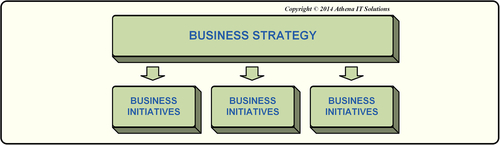 Copyright © 2014 Athena IT Solutions
BUSINESS STRATEGY
BUSINESS
INITIATIVES
BUSINESS
INITIATIVES
BUSINESS
INITIATIVES